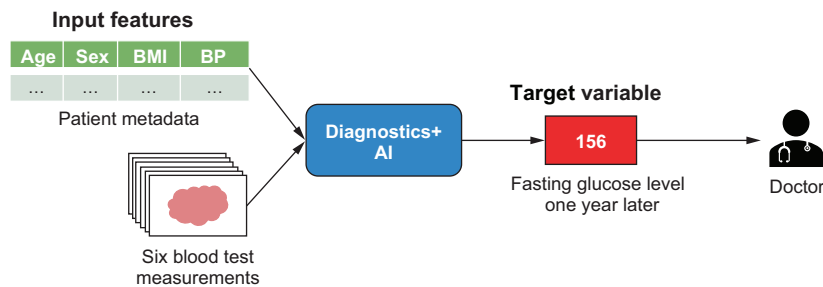 Input features
Age Sex BMI BP
... ... ... ...
Patient metadata
Six blood test
measurements
Diagnostics+
AI
Target variable
156
Fasting glucose level
one year later
Doctor